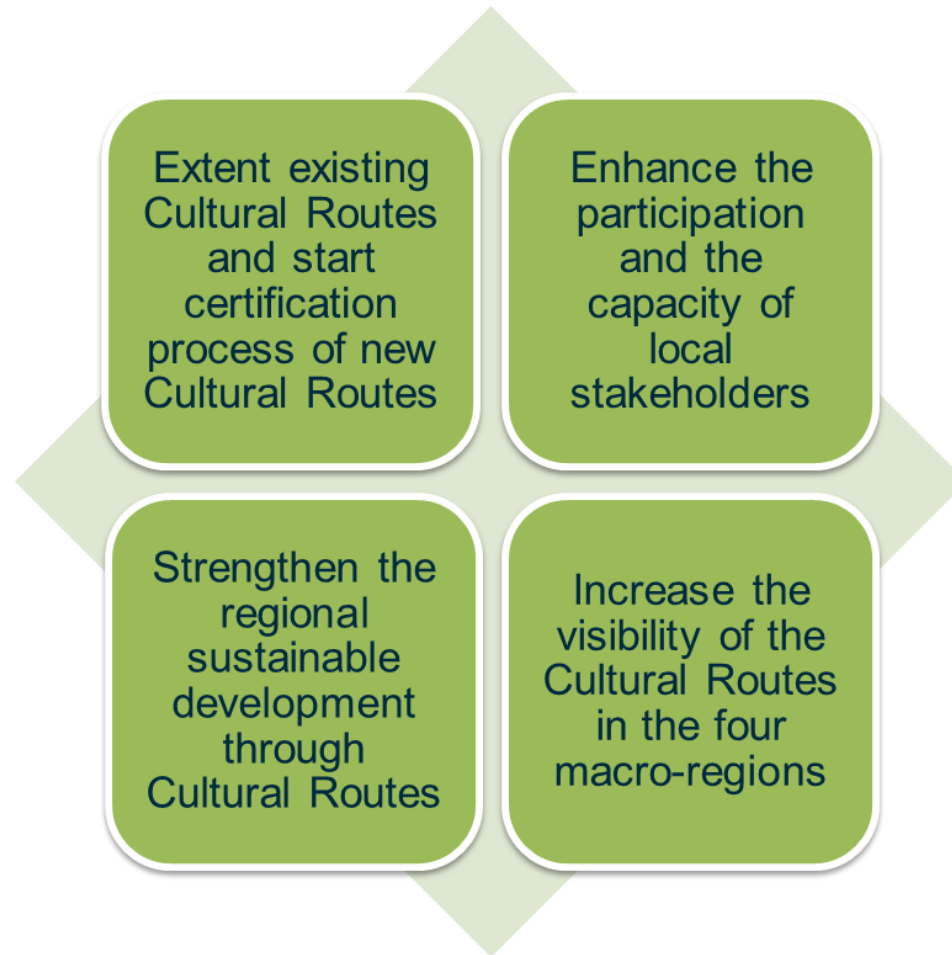 Extent existing
Cultural Routes
and start
certification
process of new
Cultural Routes
Enhance the
participation
and the
capacity of
local
stakeholders
Strengthen the
regional
sustainable
development
through
Cultural Routes
Increase the
visibility of the
Cultural Routes
in the four
macro-regions